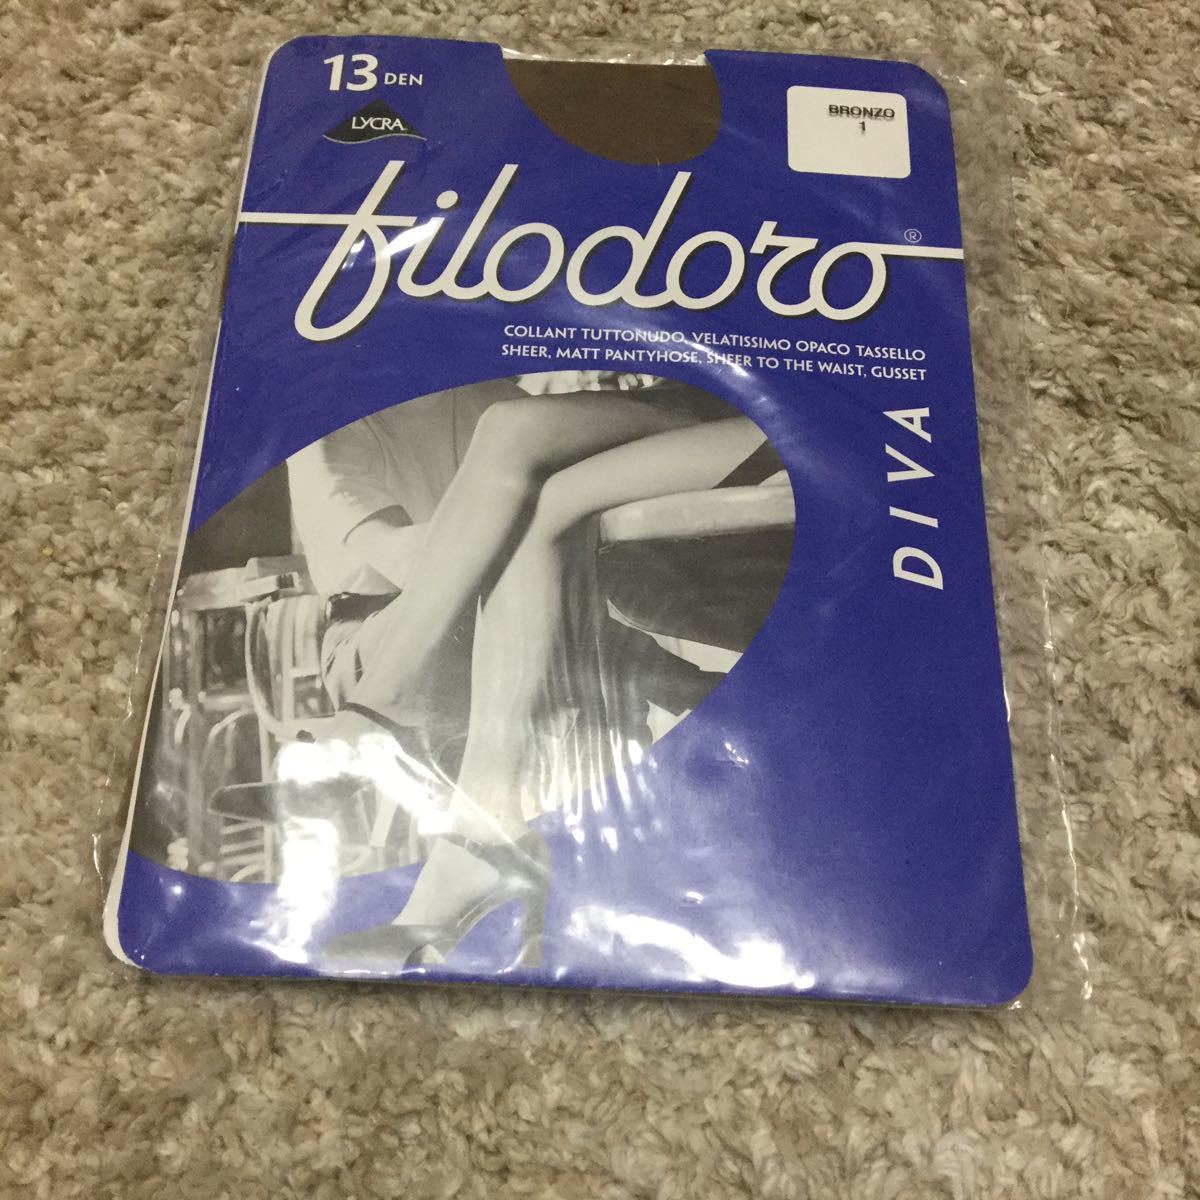 13 DEN
LYCRA
BRONZO
1
filodoro®
COLLANT TUTTONUDO, VELATISSIMO OPACO TASSELLO
SHEER, MATT PANTYHOSE, SHEER TO THE WAIST, GUSSET
DIVA